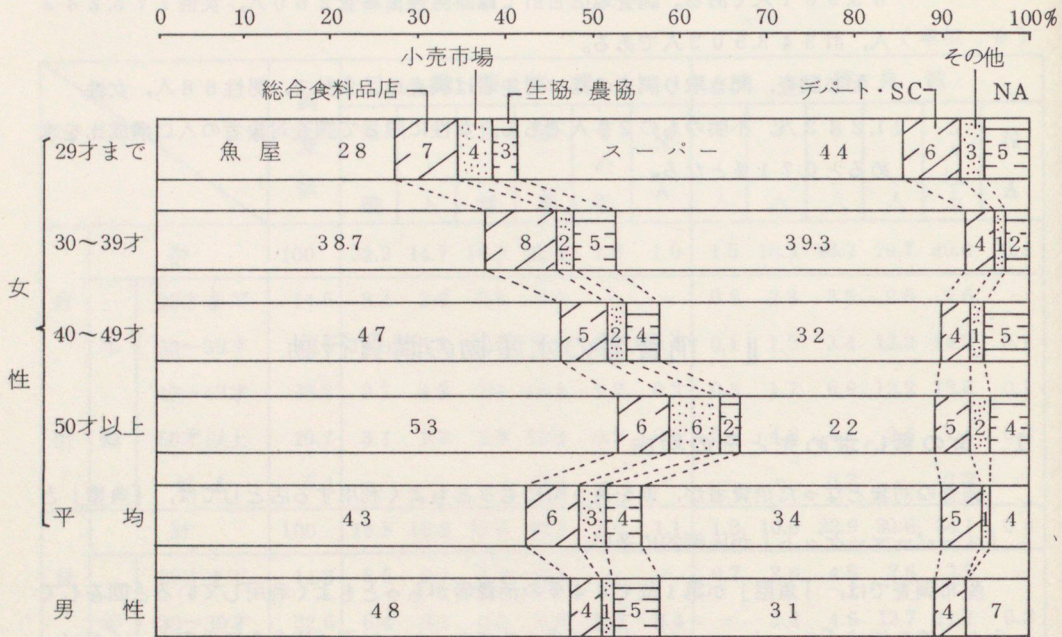 0 10 20 30 40 50 60 70 80 90 100%
小売市場 その他
総合食料品店 生協・農協 デパート・SC NA
29才まで 魚屋 28 7 4 3 スーパー 44 6 3 5
30〜39才 38.7 8 2 5 39.3 4 1 2
40〜49才 47 5 2 4 32 4 1 5
女性
50才以上 53 6 6 2 22 5 2 4
平均 43 6 3 4 34 5 1 4
男性 48 4 1 5 31 4 7